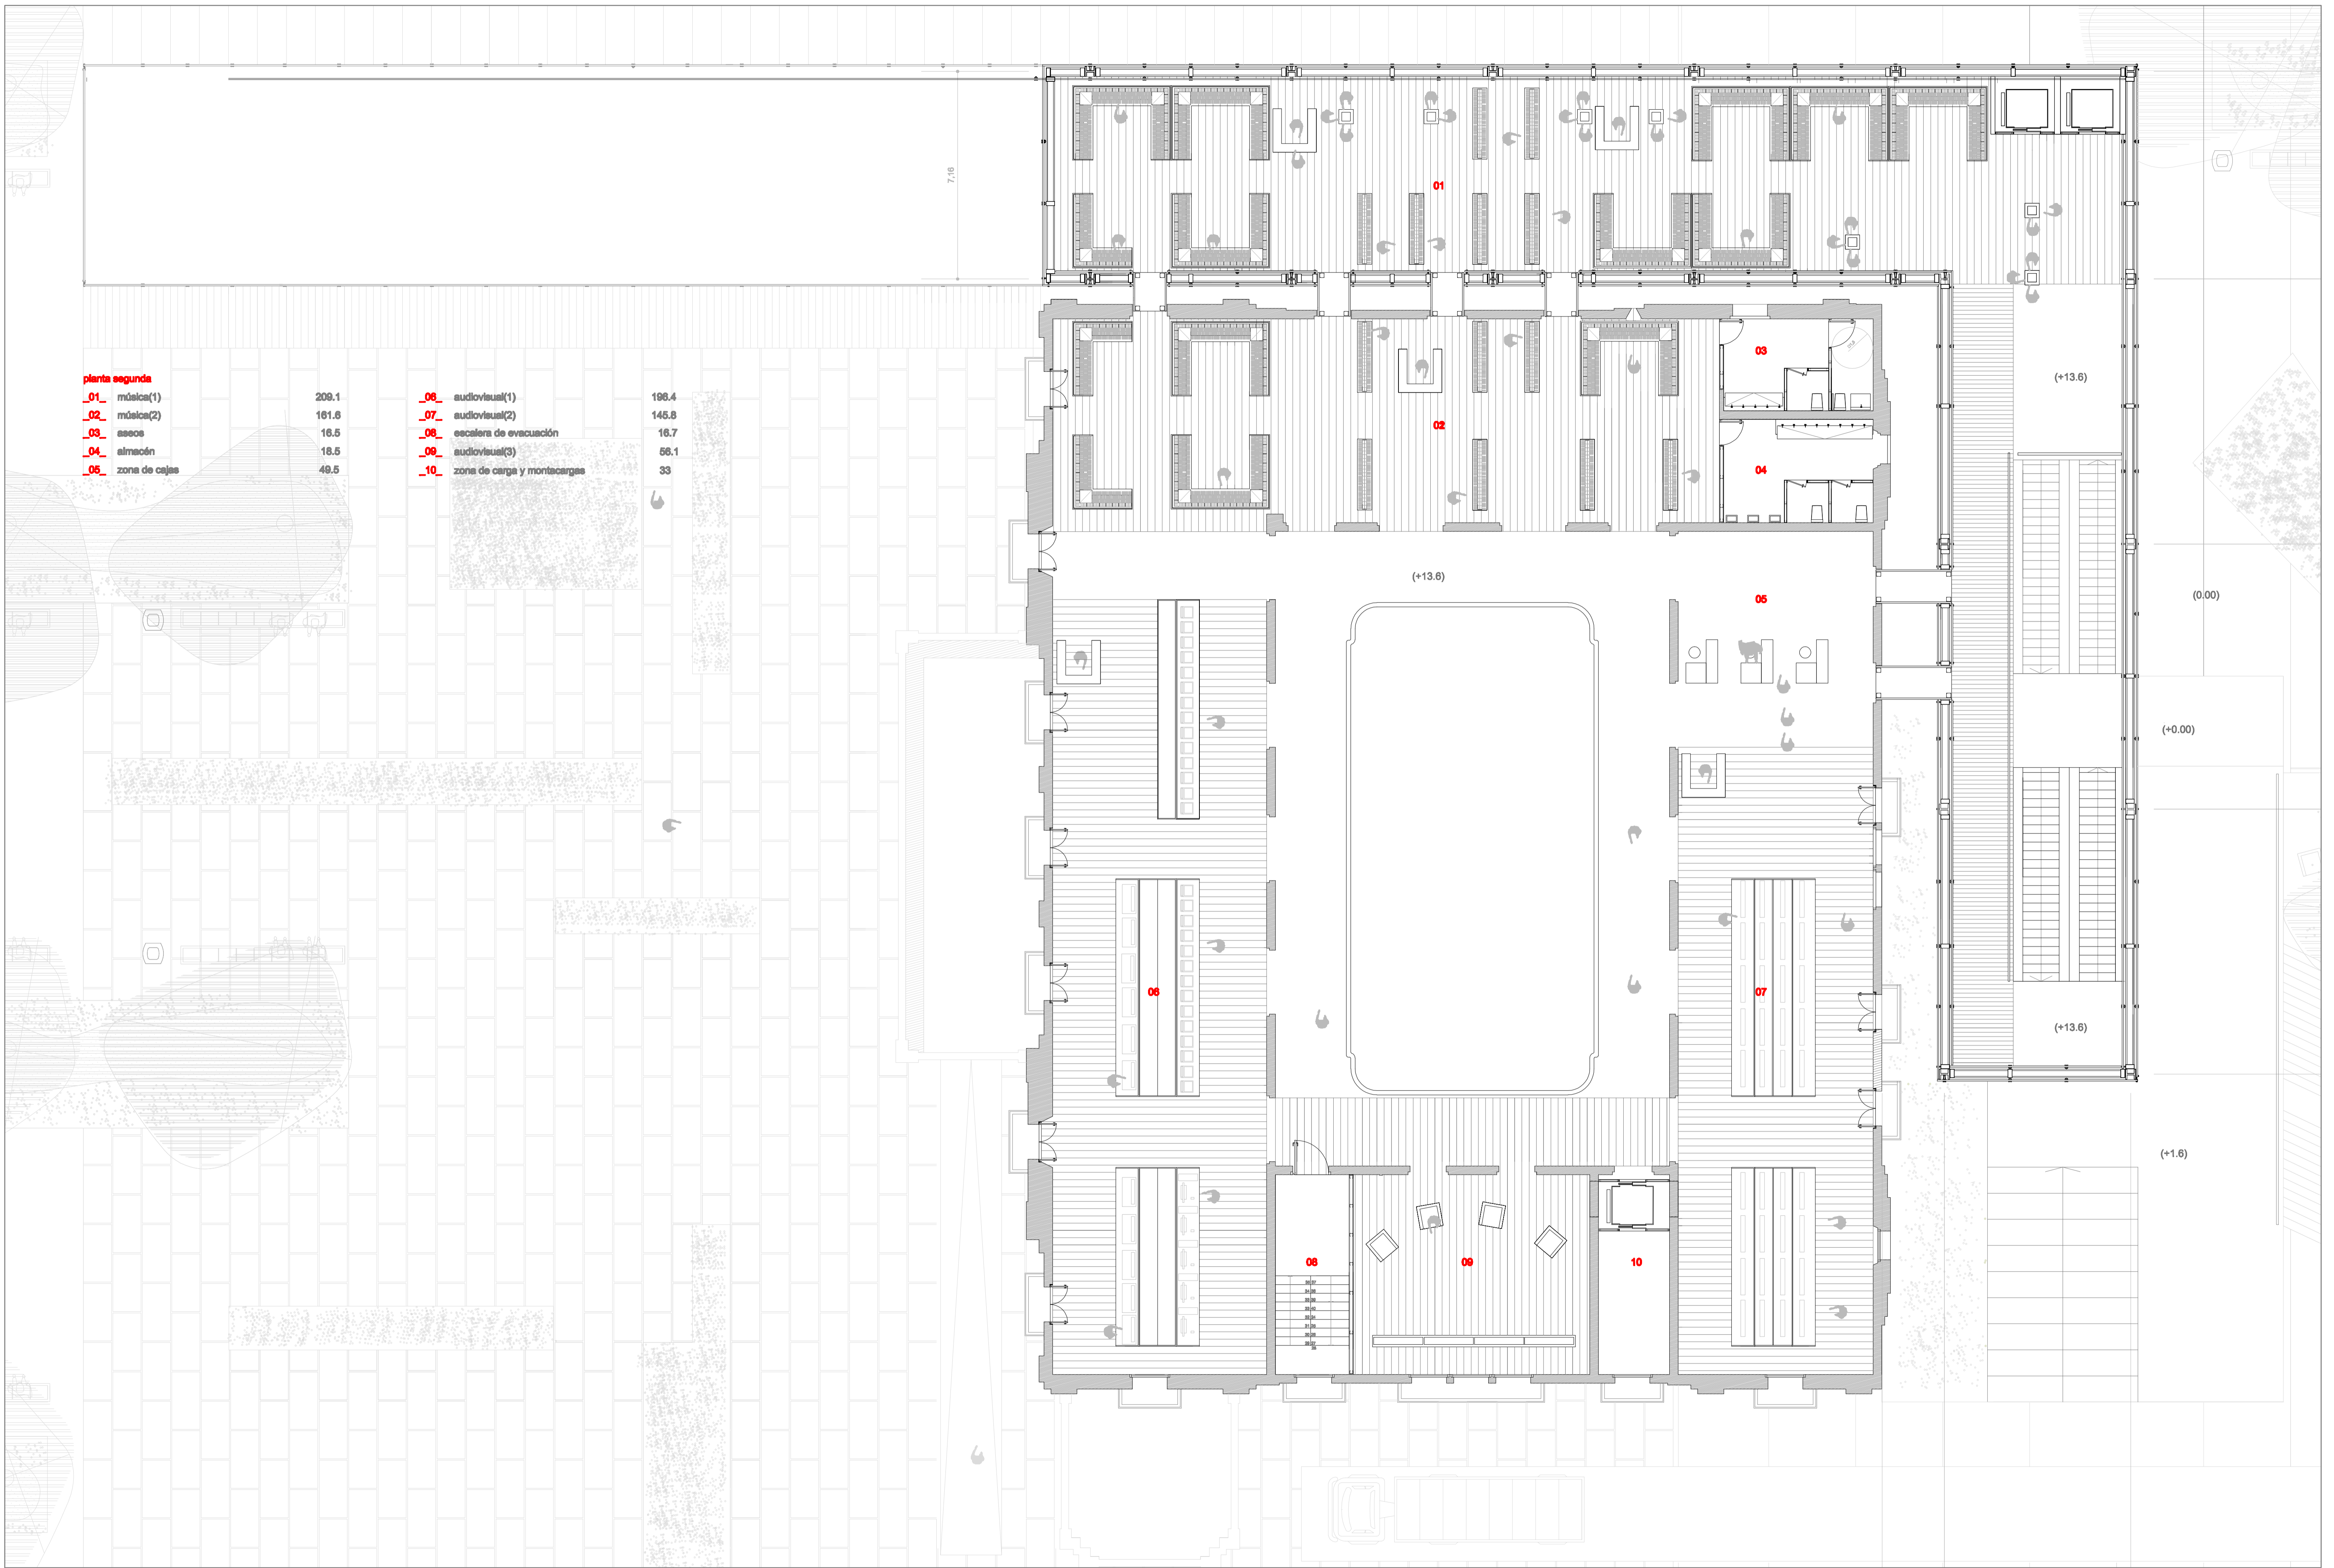 7,16
01
planta segunda
_01_ música(1) 209.1 _06_ audiovisual(1) 196.4
_02_ música(2) 161.6 _07_ audiovisual(2) 145.8
_03_ aseos 16.5 _08_ escalera de evacuación 16.7
_04_ almacén 18.5 _09_ audiovisual(3) 56.1
_05_ zona de cajas 49.5 _10_ zona de carga y montacargas 33
03
(+13.6)
02
04
(+13.6)
05
(0.00)
(+0.00)
06
07
(+13.6)
(+1.6)
08
09
10